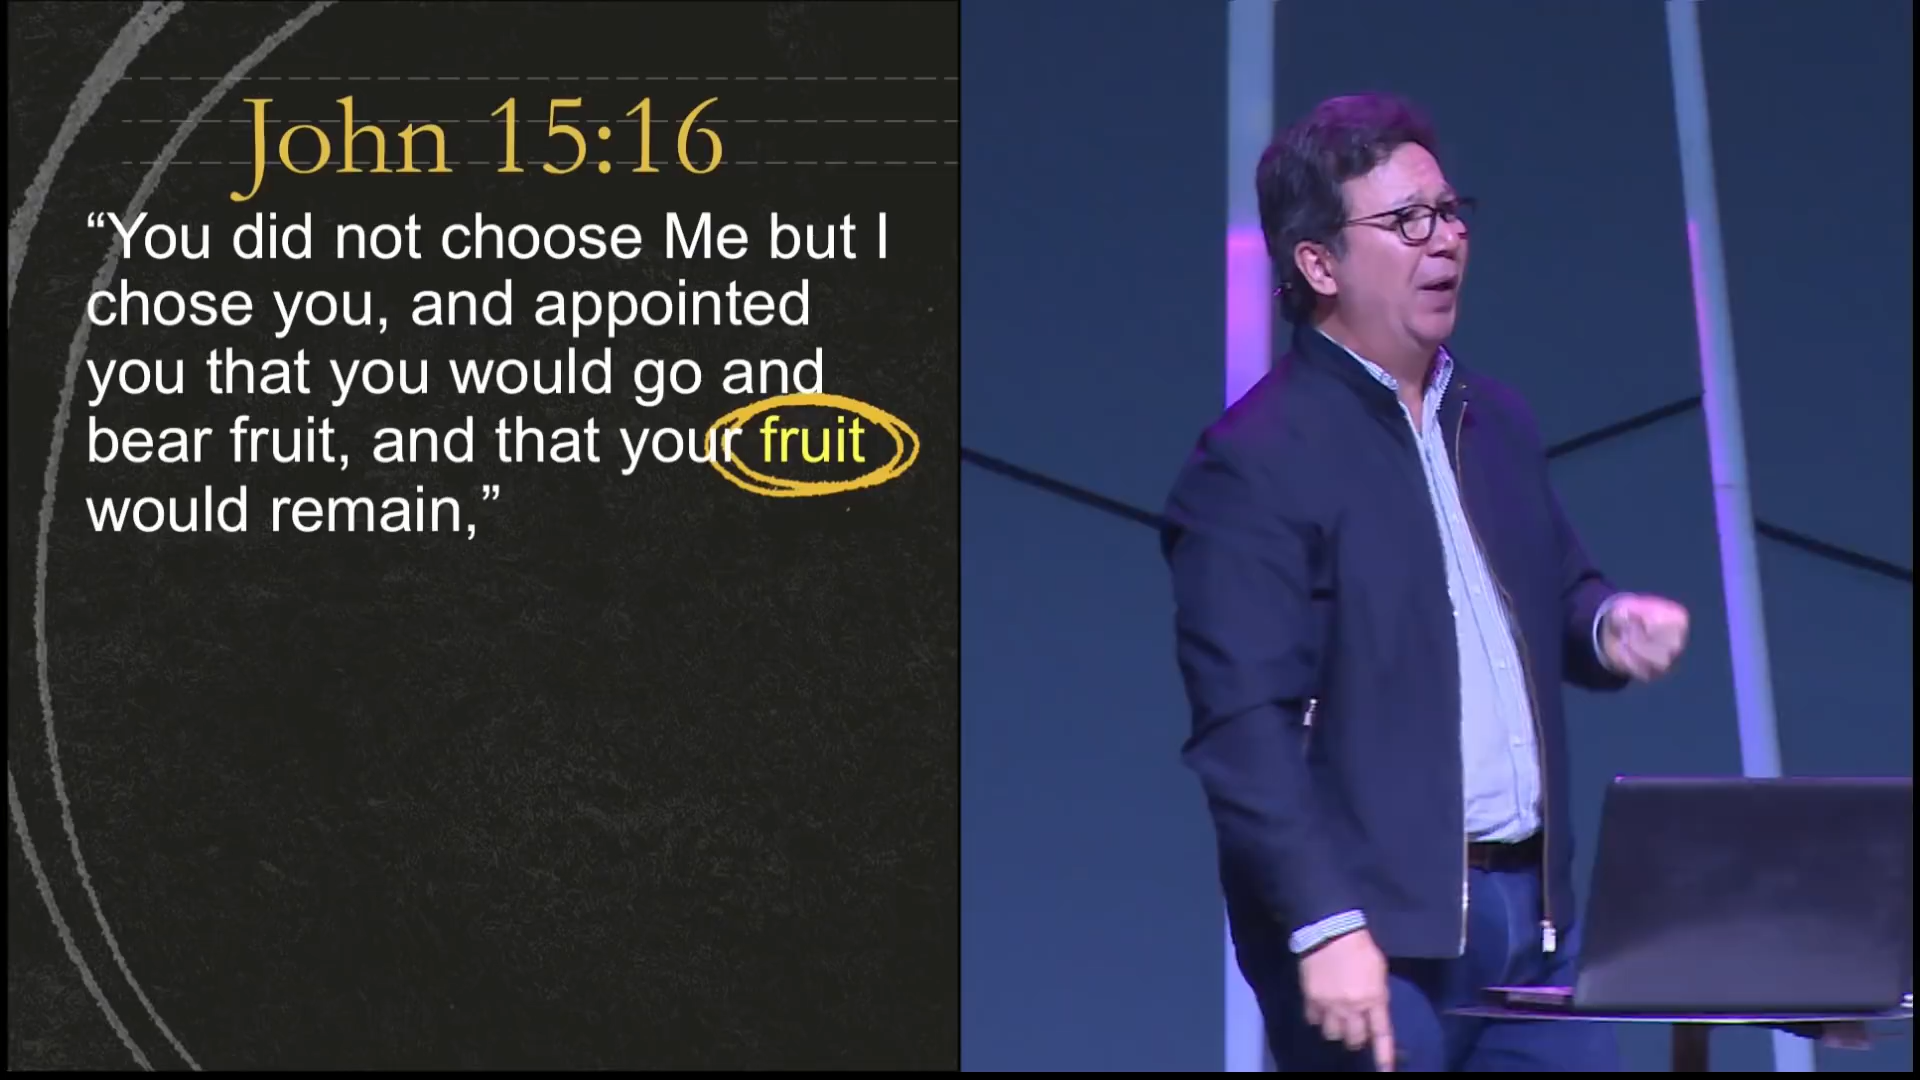 John 15:16
“You did not choose Me but I
chose you, and appointed
you that you would go and
bear fruit, and that your fruit
would remain,”